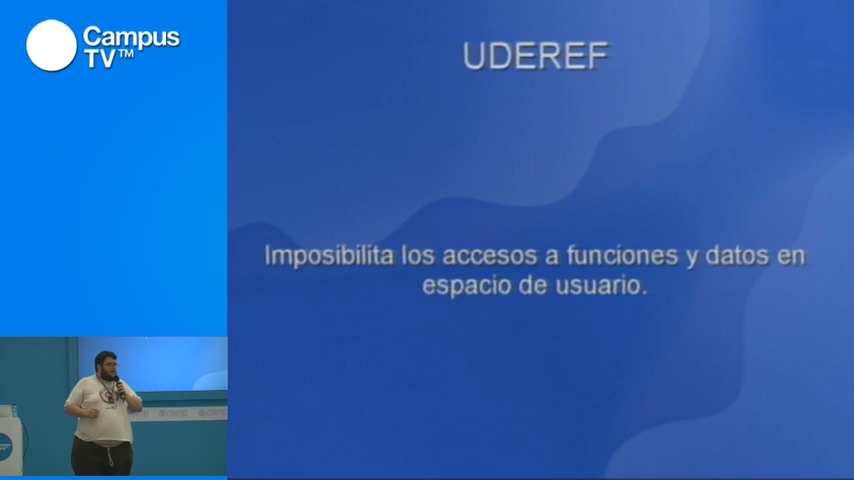 Campus
TV™
UDEREF
Imposibilita los accesos a funciones y datos en
espacio de usuario.